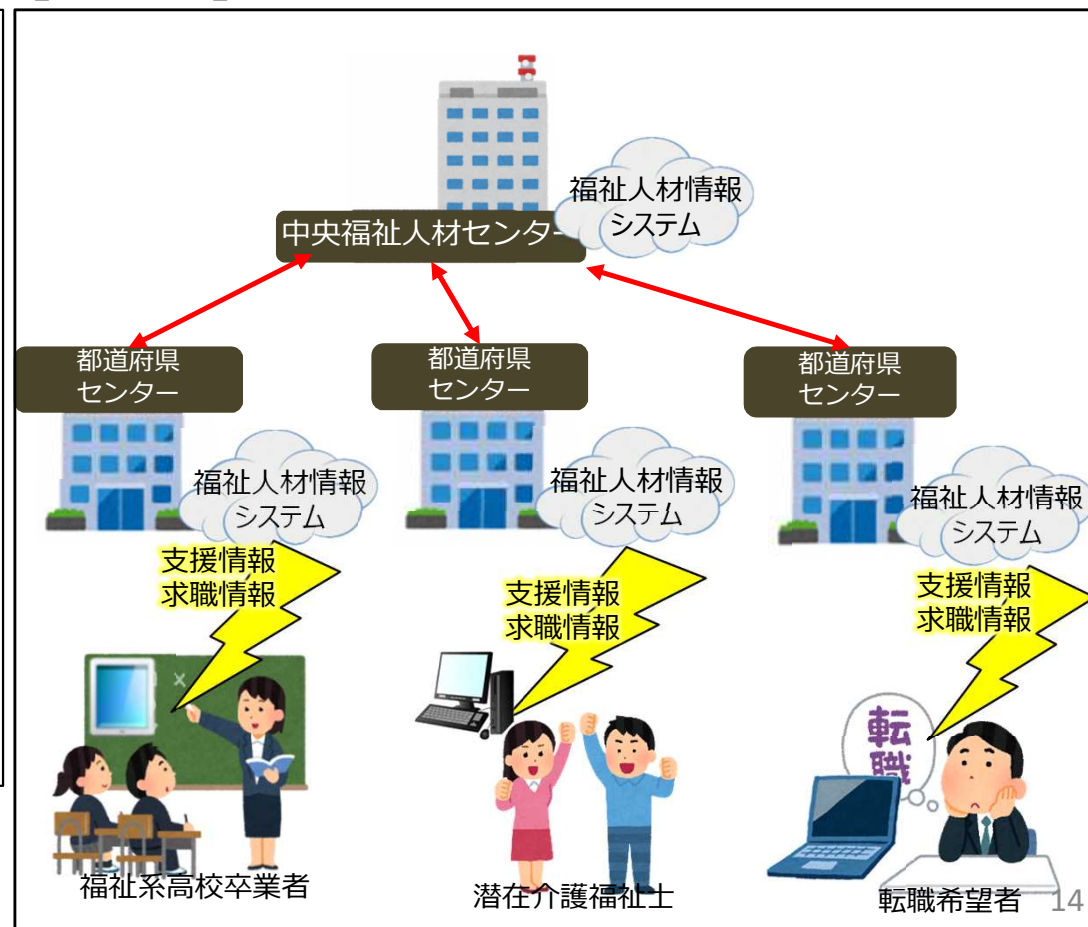 福祉人材情報
システム
中央福祉人材センター
都道府県
センター
都道府県
センター
都道府県
センター
福祉人材情報
システム
福祉人材情報
システム
福祉人材情報
システム
支援情報
求職情報
支援情報
求職情報
支援情報
求職情報
転職
福祉系高校卒業者
潜在介護福祉士
転職希望者
14